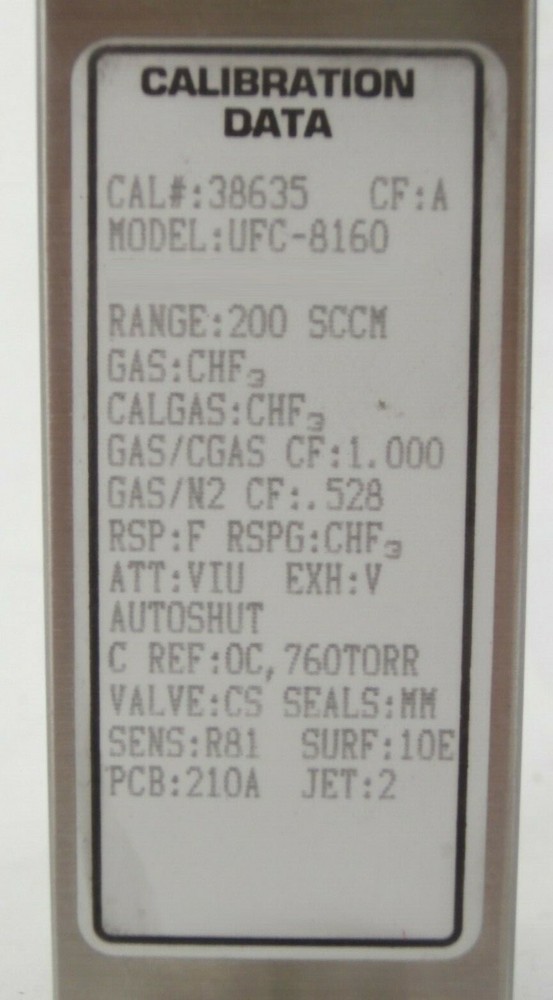 CALIBRATION
DATA
CAL#:38635 CF:A
MODEL:UFC-8160
RANGE:200 SCCM
GAS:CHF₃
CALGAS:CHF₃
GAS/CGAS CF:1.000
GAS/N2 CF:.528
RSP:F RSPG:CHF₃
ATT:VIU EXH:V
AUTOSHUT
C REF:0C,760TORR
VALVE:CS SEALS:MM
SENS:R81 SURF:10E
PCB:210A JET:2